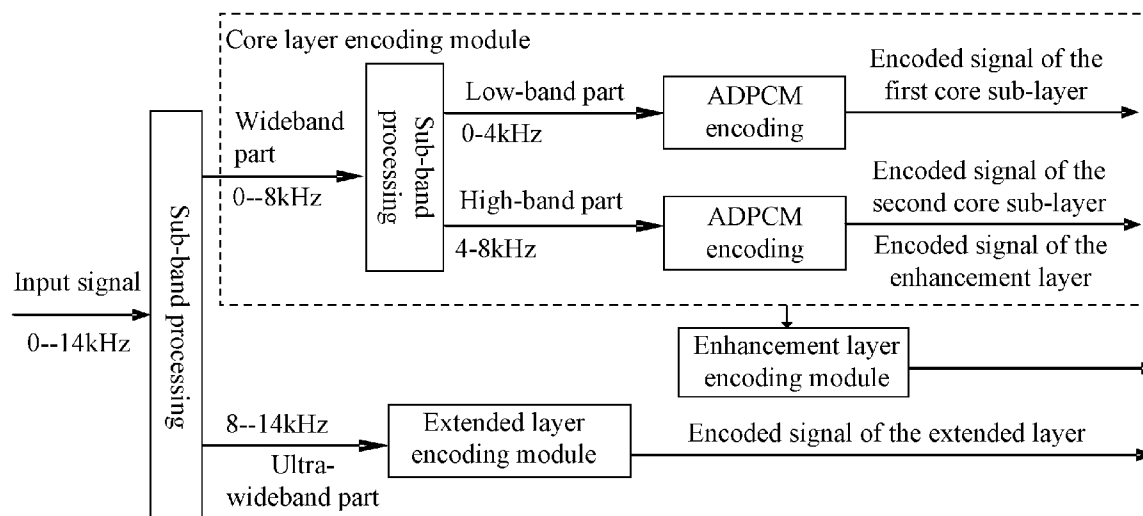 Core layer encoding module
Input signal
0--14kHz
Sub-band processing
Wideband
part
0--8kHz
Sub-band
processing
Low-band part
0-4kHz
ADPCM
encoding
Encoded signal of the
first core sub-layer
High-band part
4-8kHz
ADPCM
encoding
Encoded signal of the
second core sub-layer
Encoded signal of the
enhancement layer
Enhancement layer
encoding module
8--14kHz
Ultra-
wideband part
Extended layer
encoding module
Encoded signal of the extended layer